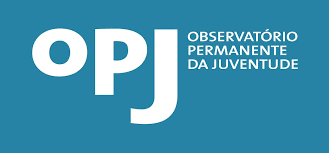 OPJ
OBSERVATÓRIO
PERMANENTE
DA JUVENTUDE